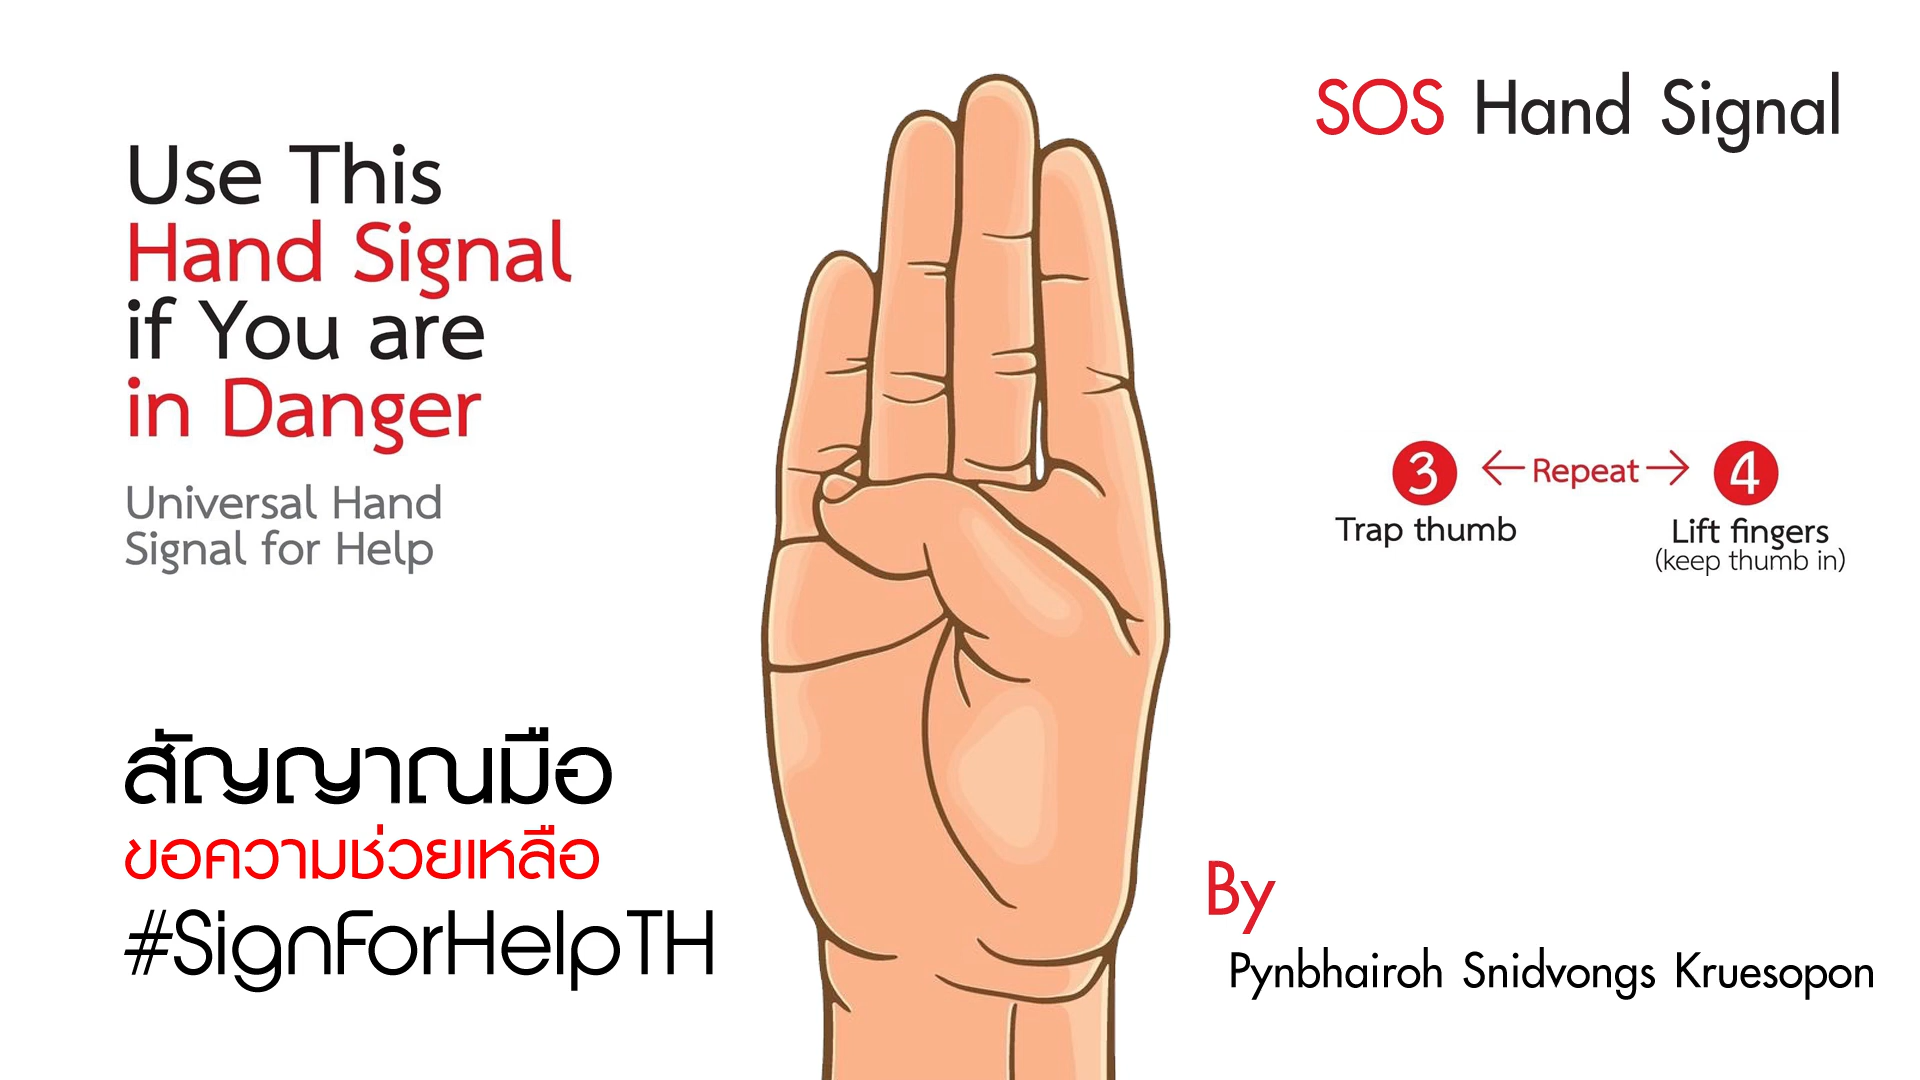 Use This
Hand Signal
if You are
in Danger
Universal Hand
Signal for Help
สัญญาณมือ
ขอความช่วยเหลือ
#SignForHelpTH
SOS Hand Signal
3 ← Repeat → 4
Trap thumb Lift fingers
(keep thumb in)
By
Pynbhairoh Snidvongs Kruesopon